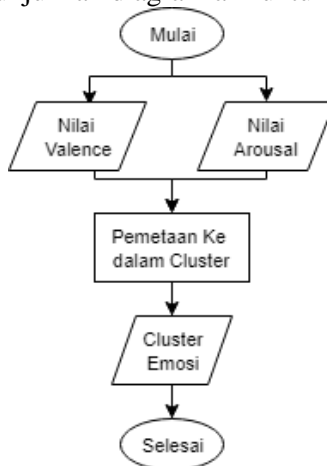 Mulai
Nilai
Valence
Nilai
Arousal
Pemetaan Ke
dalam Cluster
Cluster
Emosi
Selesai